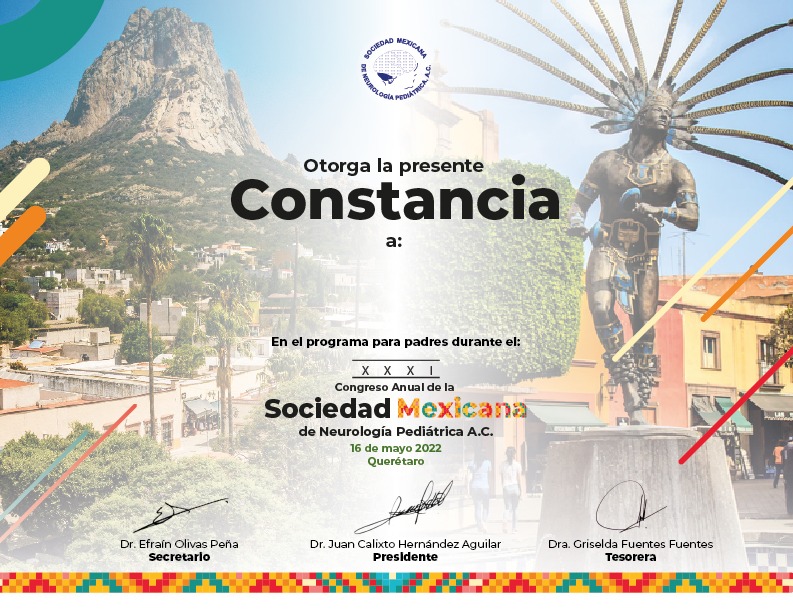 SOCIEDAD MEXICANA
DE NEUROLOGÍA PEDIÁTRICA, A.C.
Otorga la presente
Constancia
a:
En el programa para padres durante el:
X X X I
Congreso Anual de la
Sociedad Mexicana
de Neurología Pediátrica A.C.
16 de mayo 2022
Querétaro
Dr. Efraín Olivas Peña
Secretario
Dr. Juan Calixto Hernández Aguilar
Presidente
Dra. Griselda Fuentes Fuentes
Tesorera